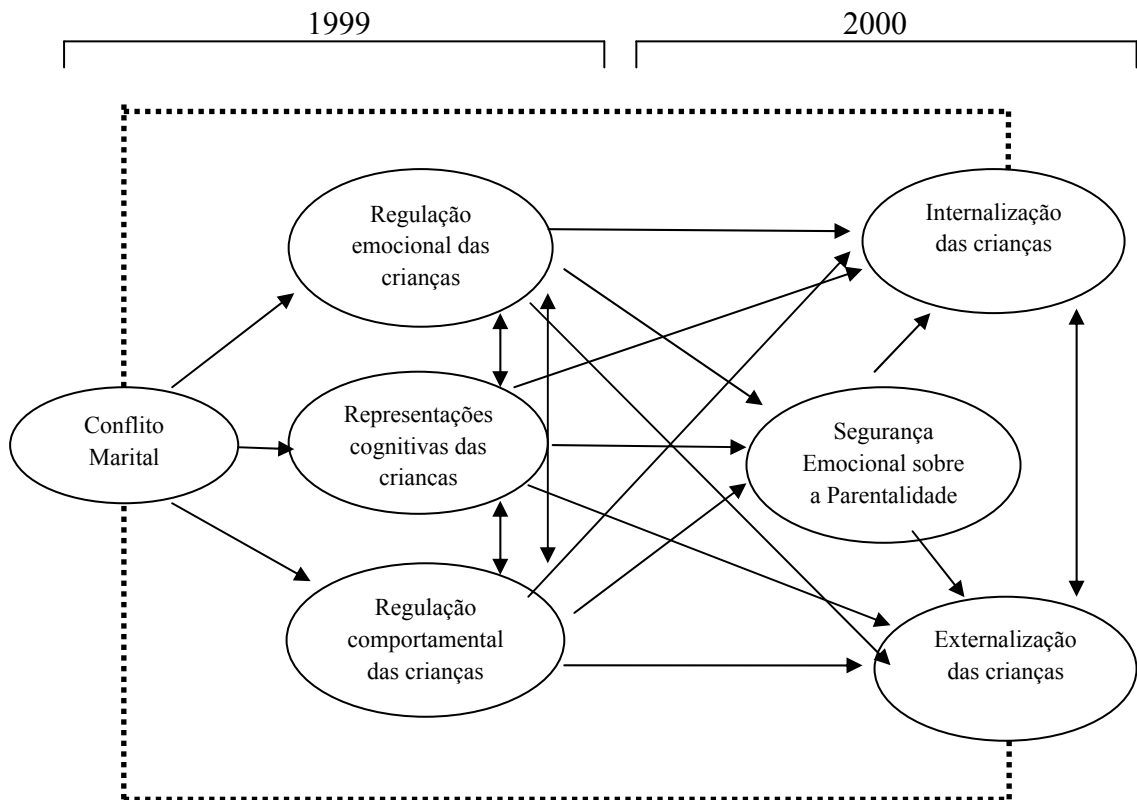 1999
2000
Regulação
emocional das
crianças
Internalização
das crianças
Conflito
Marital
Representações
cognitivas das
criancas
Segurança
Emocional sobre
a Parentalidade
Regulação
comportamental
das crianças
Externalização
das crianças